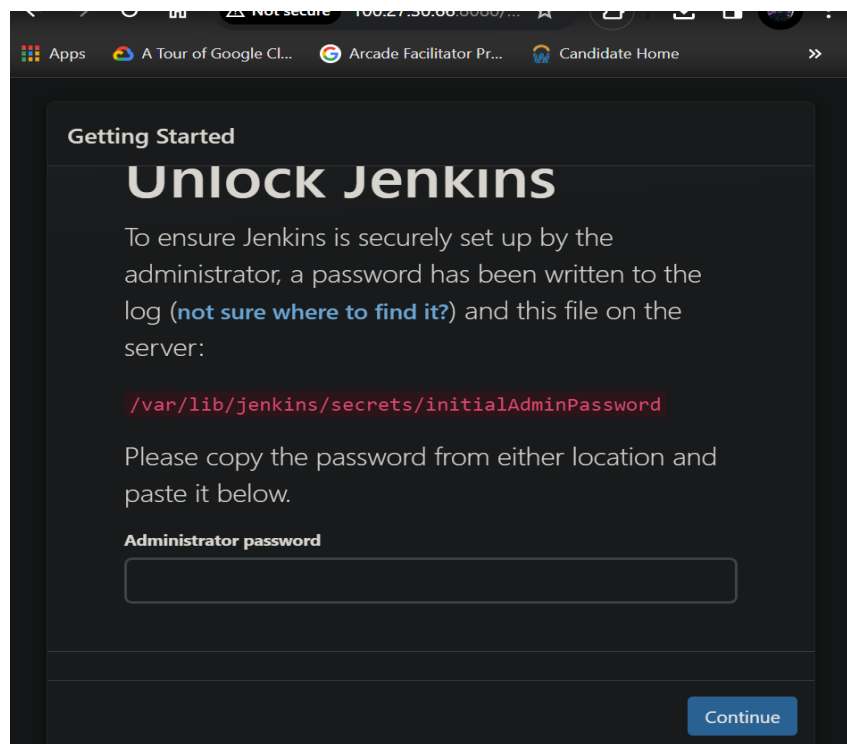 Not secure
Apps
A Tour of Google Cl...
Arcade Facilitator Pr...
Candidate Home
»
Getting Started
Unlock Jenkins
To ensure Jenkins is securely set up by the
administrator, a password has been written to the
log (not sure where to find it?) and this file on the
server:
/var/lib/jenkins/secrets/initialAdminPassword
Please copy the password from either location and
paste it below.
Administrator password
Continue